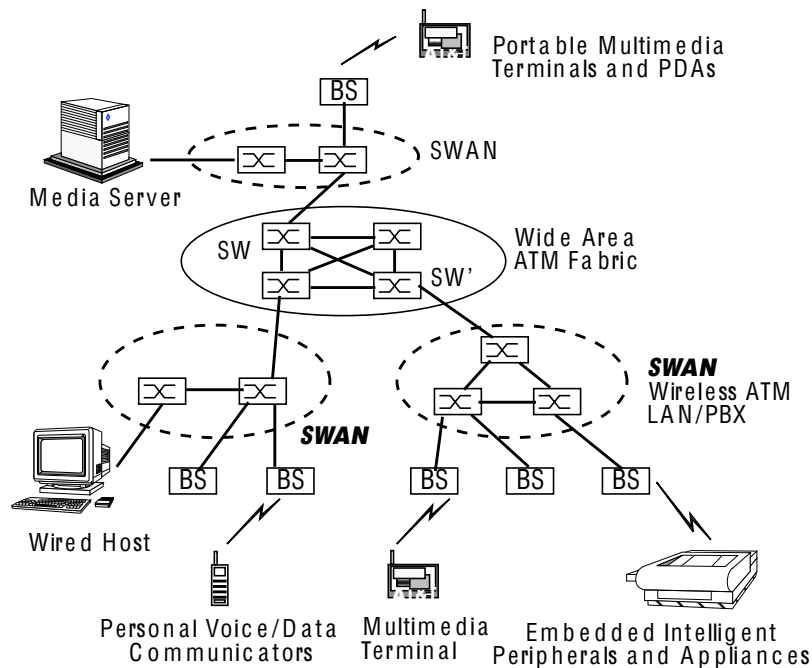 Portable Multimedia
Terminals and PDAs
BS
SWAN
Media Server
SW
Wide Area
ATM Fabric
SW'
SWAN
Wireless ATM
LAN/PBX
SWAN
BS
BS
BS
BS
BS
Wired Host
Personal Voice/Data
Communicators
Multimedia
Terminal
Embedded Intelligent
Peripherals and Appliances